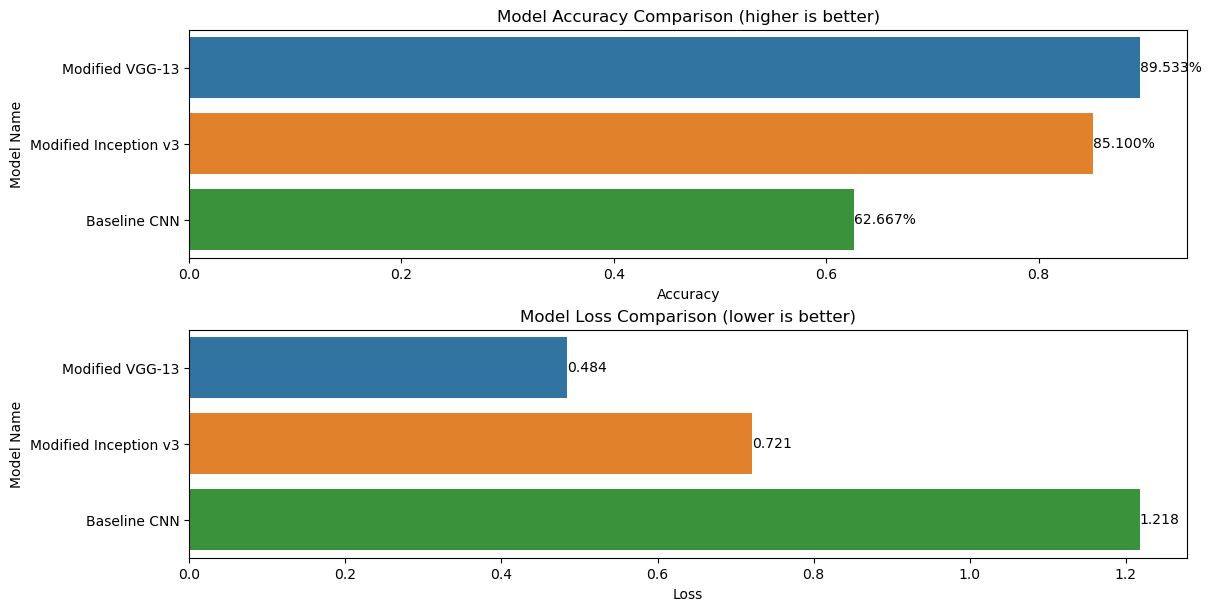 Model Accuracy Comparison (higher is better)
Model Name
Modified VGG-13
89.533%
Modified Inception v3
85.100%
Baseline CNN
62.667%
0.0 0.2 0.4 0.6 0.8
Accuracy
Model Loss Comparison (lower is better)
Model Name
Modified VGG-13
0.484
Modified Inception v3
0.721
Baseline CNN
1.218
0.0 0.2 0.4 0.6 0.8 1.0 1.2
Loss